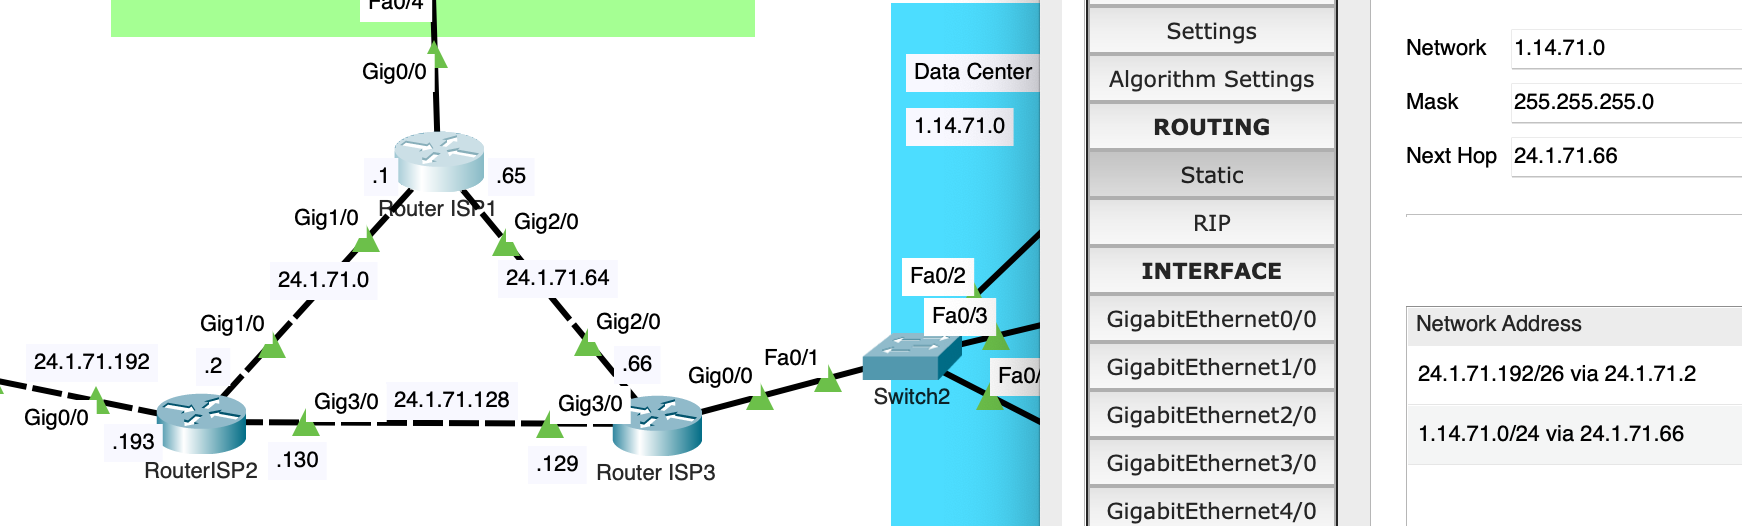 Fa0/4
Gig0/0
.1
.65
Router ISP1
Gig1/0
Gig2/0
24.1.71.0
24.1.71.64
Gig1/0
Gig2/0
.2
.66
24.1.71.192
Gig0/0
.193
RouterISP2
Gig3/0
24.1.71.128
Gig3/0
.130
.129
Router ISP3
Gig0/0
Fa0/1
Switch2
Data Center
1.14.71.0
Fa0/2
Fa0/3
Fa0/
Settings
Algorithm Settings
ROUTING
Static
RIP
INTERFACE
GigabitEthernet0/0
GigabitEthernet1/0
GigabitEthernet2/0
GigabitEthernet3/0
GigabitEthernet4/0
Network 1.14.71.0
Mask 255.255.255.0
Next Hop 24.1.71.66
Network Address
24.1.71.192/26 via 24.1.71.2
1.14.71.0/24 via 24.1.71.66